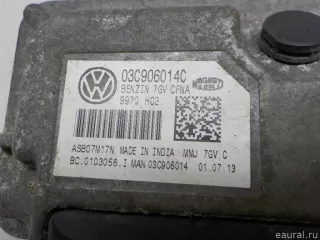 03C906014C
BENZIN 7GV CFNA
9970 H02
MAGNETI
MARELLI
ASB07M17N MADE IN INDIA MMJ 7GV.C
BC.0103056.I MAN 03C906014 01.07.13
eaural.ru